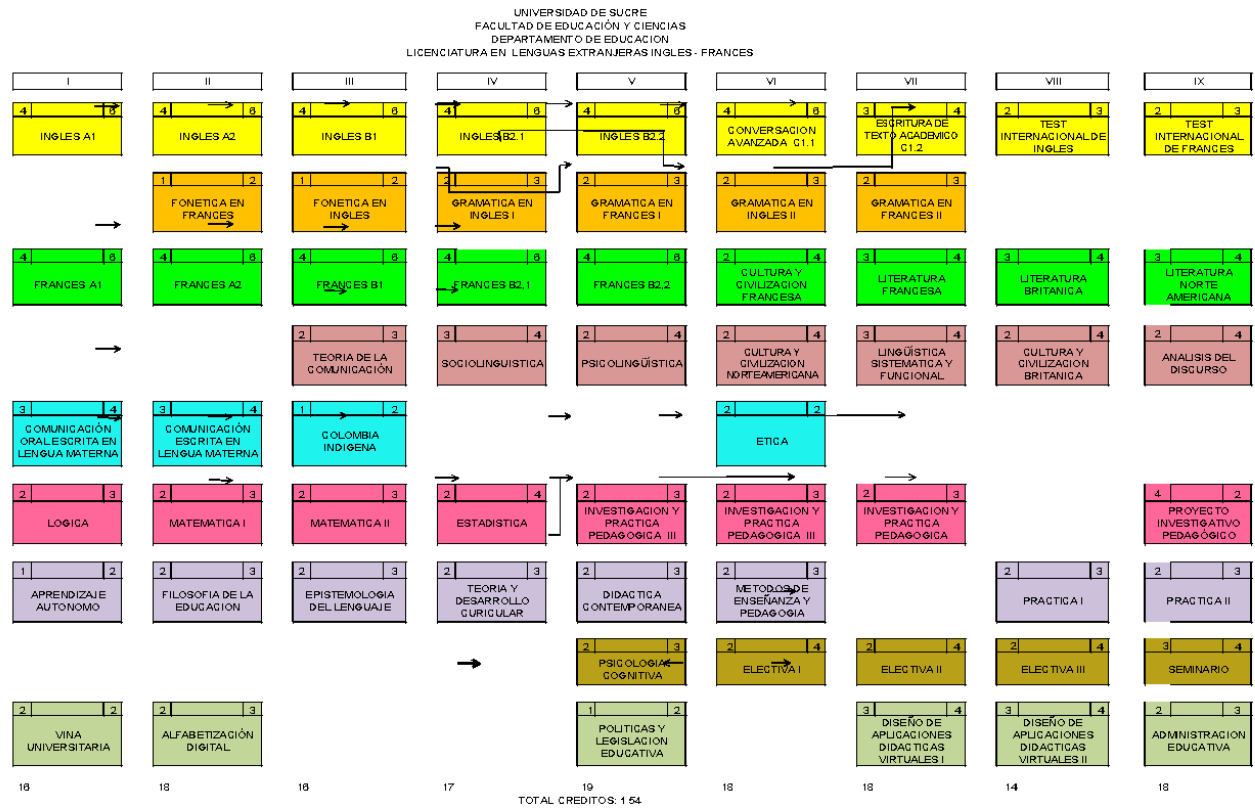 UNIVERSIDAD DE SUCRE
FACULTAD DE EDUCACIÓN Y CIENCIAS
DEPARTAMENTO DE EDUCACION
LICENCIATURA EN LENGUAS EXTRANJERAS INGLES - FRANCES
I II III IV V VI VII VIII IX
4 6 4 6 4 6 4 6 4 6 4 6 3 4 2 3 2 3
INGLES A1
INGLES A2
INGLES B1
INGLES B2.1
INGLES B2.2
CONVERSACION
AVANZADA C1.1
ESCRITURA DE
TEXTO ACADEMICO
C1.2
TEST
INTERNACIONAL DE
INGLES
TEST
INTERNACIONAL
DE FRANCES
1 2 1 2 2 3 2 3 2 3 2 3
FONETICA EN
FRANCES
FONETICA EN
INGLES
GRAMATICA EN
INGLES I
GRAMATICA EN
FRANCES I
GRAMATICA EN
INGLES II
GRAMATICA EN
FRANCES II
4 6 4 6 4 6 4 6 4 6 2 4 3 4 3 4 3 4
FRANCES A1
FRANCES A2
FRANCES B1
FRANCES B2,1
FRANCES B2,2
CULTURA Y
CIVILIZACION
FRANCESA
LITERATURA
FRANCESA
LITERATURA
BRITANICA
LITERATURA
NORTE
AMERICANA
2 3 3 4 2 4 2 4 3 4 2 4 2 4
TEORIA DE LA
COMUNICACIÓN
SOCIOLINGUISTICA
PSICOLINGÜÍSTICA
CULTURA Y
CIVILIZACION
NORTEAMERICANA
LINGÜÍSTICA
SISTEMATICA Y
FUNCIONAL
CULTURA Y
CIVILIZACION
BRITANICA
ANALISIS DEL
DISCURSO
3 4 3 4 1 2 2 2
COMUNICACIÓN
ORAL ESCRITA EN
LENGUA MATERNA
COMUNICACIÓN
ESCRITA EN
LENGUA MATERNA
COLOMBIA
INDIGENA
ETICA
2 3 2 3 2 3 2 4 2 3 2 3 2 3 4 2
LOGICA
MATEMATICA I
MATEMATICA II
ESTADISTICA
INVESTIGACION Y
PRACTICA
PEDAGOGICA III
INVESTIGACION Y
PRACTICA
PEDAGOGICA III
INVESTIGACION Y
PRACTICA
PEDAGOGICA
PROYECTO
INVESTIGATIVO
PEDAGÓGICO
1 2 2 3 2 3 2 3 2 3 2 3 2 3 2 3
APRENDIZAJE
AUTONOMO
FILOSOFIA DE LA
EDUCACION
EPISTEMOLOGIA
DEL LENGUAJE
TEORIA Y
DESARROLLO
CURICULAR
DIDACTICA
CONTEMPORANEA
METODOS DE
ENSEÑANZA Y
PEDAGOGIA
PRACTICA I
PRACTICA II
2 3 2 4 2 4 2 4 3 4
PSICOLOGIA
COGNITIVA
ELECTIVA I
ELECTIVA II
ELECTIVA III
SEMINARIO
2 2 2 3 1 2 3 4 3 4 2 3
VINA
UNIVERSITARIA
ALFABETIZACIÓN
DIGITAL
POLITICAS Y
LEGISLACION
EDUCATIVA
DISEÑO DE
APLICACIONES
DIDACTICAS
VIRTUALES I
DISEÑO DE
APLICACIONES
DIDACTICAS
VIRTUALES II
ADMINISTRACION
EDUCATIVA
16 18 16 17 19 18 18 14 18
TOTAL CREDITOS: 154